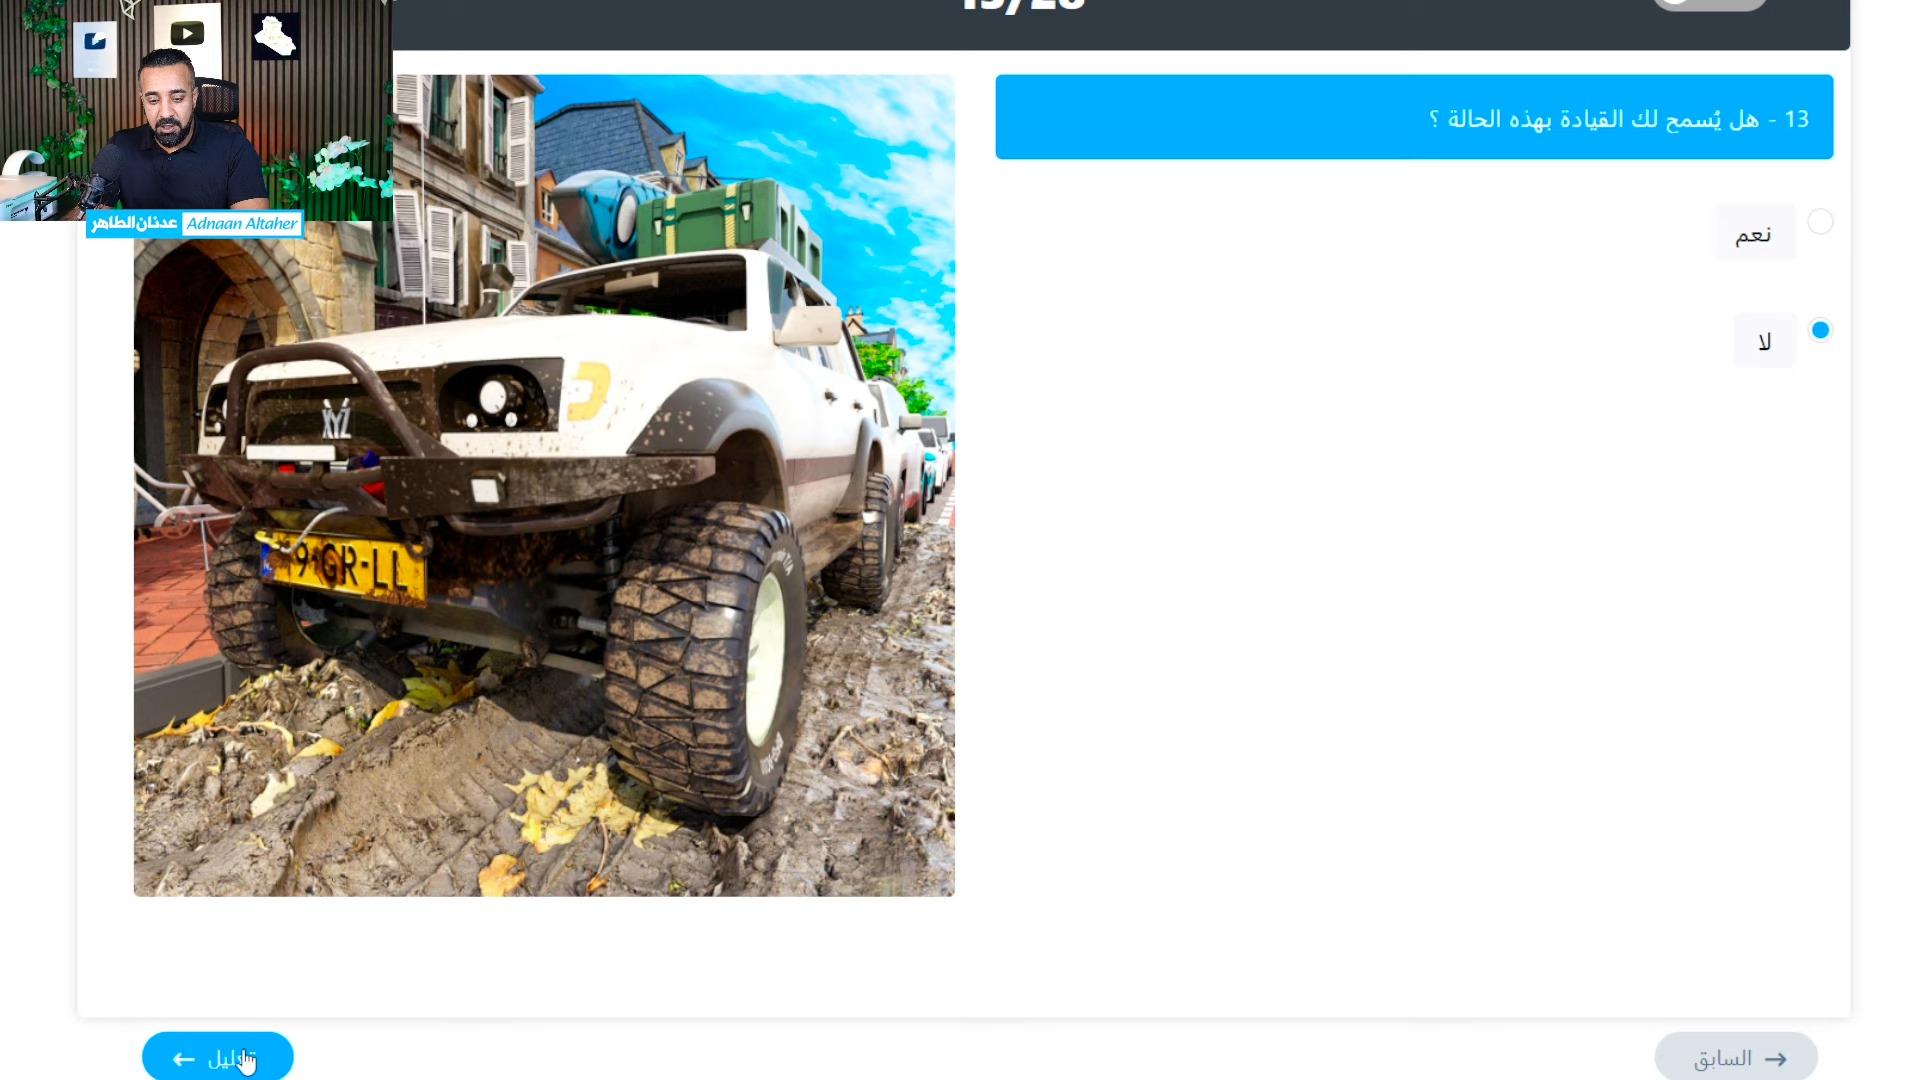 13 - هل يُسمح لك القيادة بهذه الحالة ؟
عدنان الطاهر Adnaan Altaher
نعم
لا
XYZ
9-GR-LL
السابق